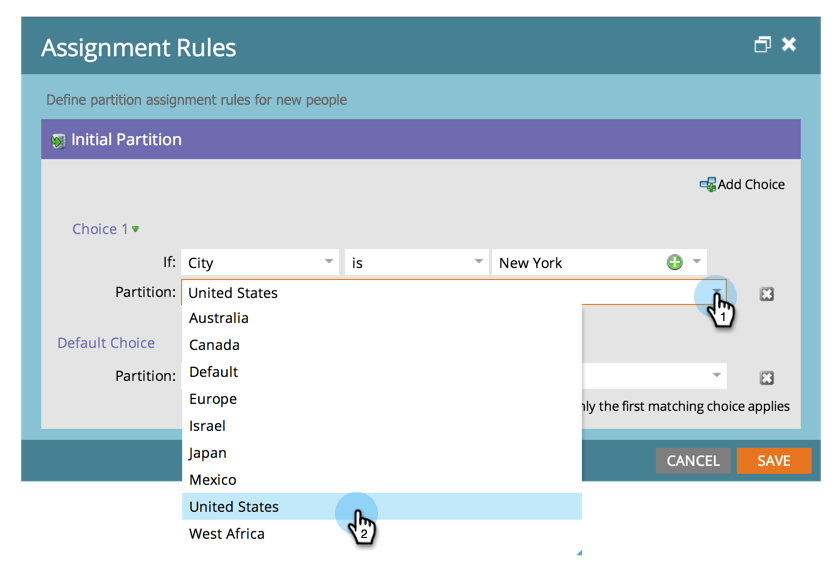 Assignment Rules
Define partition assignment rules for new people
Initial Partition
Add Choice
Choice 1
If: City is New York
Partition: United States
1
Australia
Canada
Default
Europe
Israel
Japan
Mexico
United States
West Africa
2
Default Choice
Partition:
the first matching choice applies
CANCEL SAVE